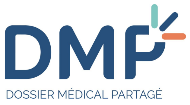 DMP
DOSSIER MÉDICAL PARTAGÉ